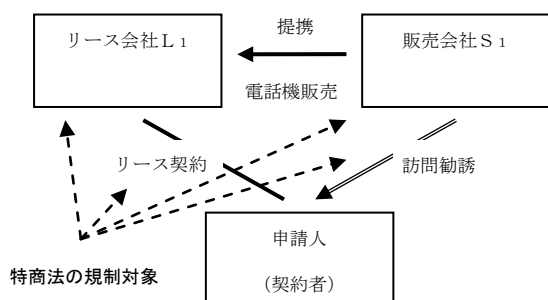 提携
リース会社Ｌ１
販売会社Ｓ１
電話機販売
リース契約
訪問勧誘
申請人
特商法の規制対象
（契約者）